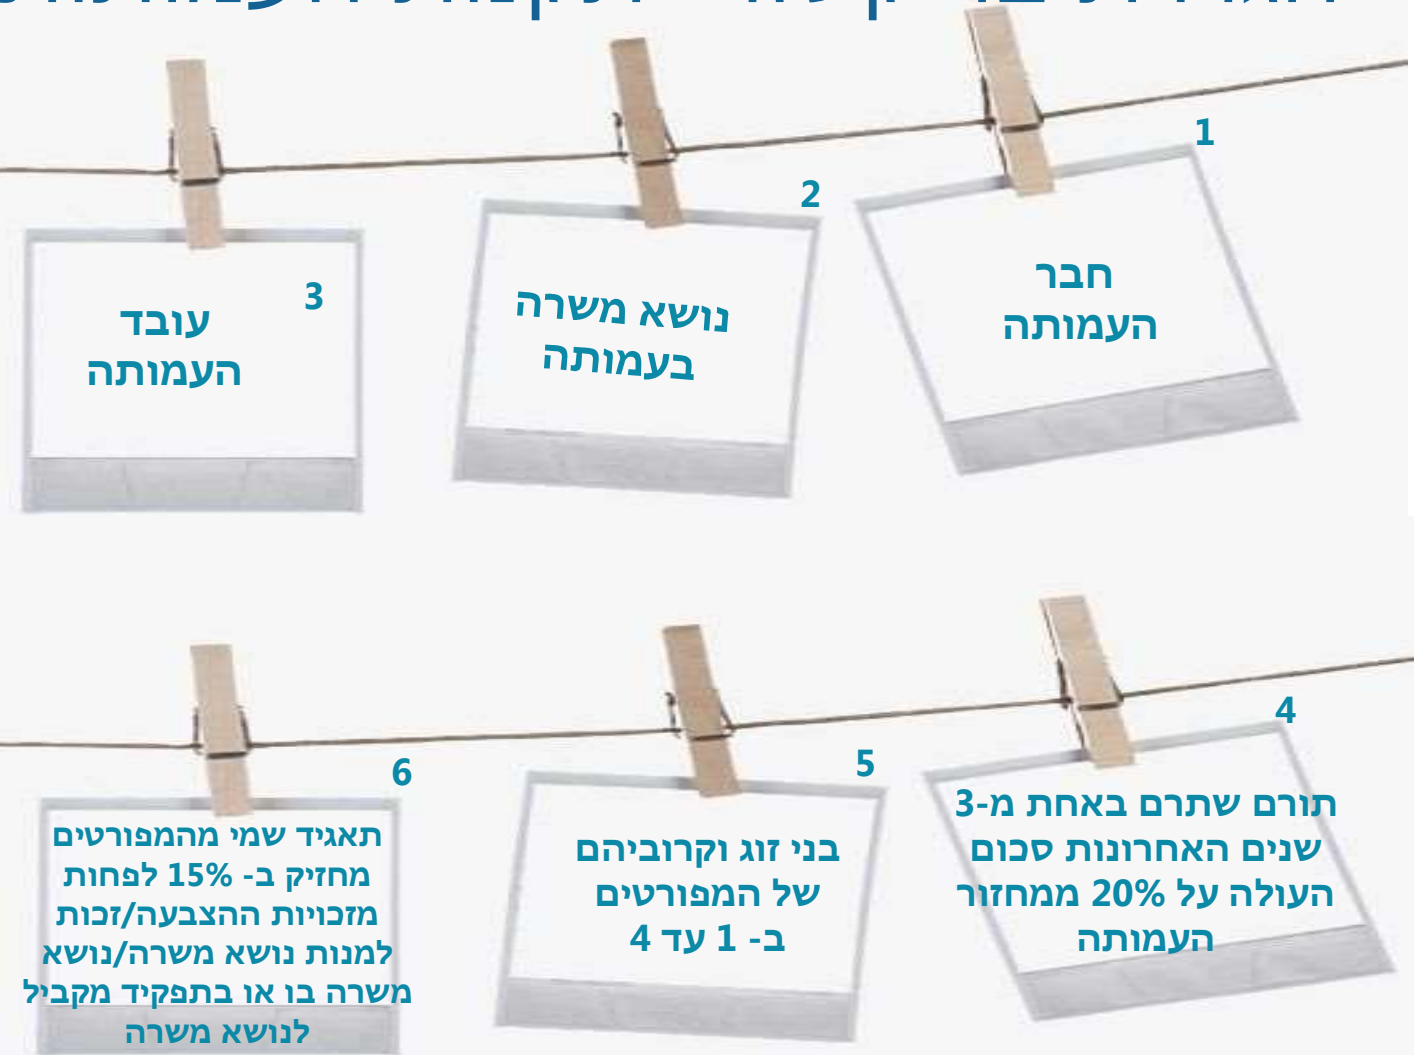 1
חבר
העמותה
2
נושא משרה
בעמותה
3
עובד
העמותה
4
תורם שתרם באחת מ-3
שנים האחרונות סכום
העולה על 20% ממחזור
העמותה
5
בני זוג וקרוביהם
של המפורטים
ב- 1 עד 4
6
תאגיד שמי מהמפורטים
מחזיק ב- 15% לפחות
מזכויות ההצבעה/זכות
למנות נושא משרה/נושא
משרה בו או בתפקיד מקביל
לנושא משרה